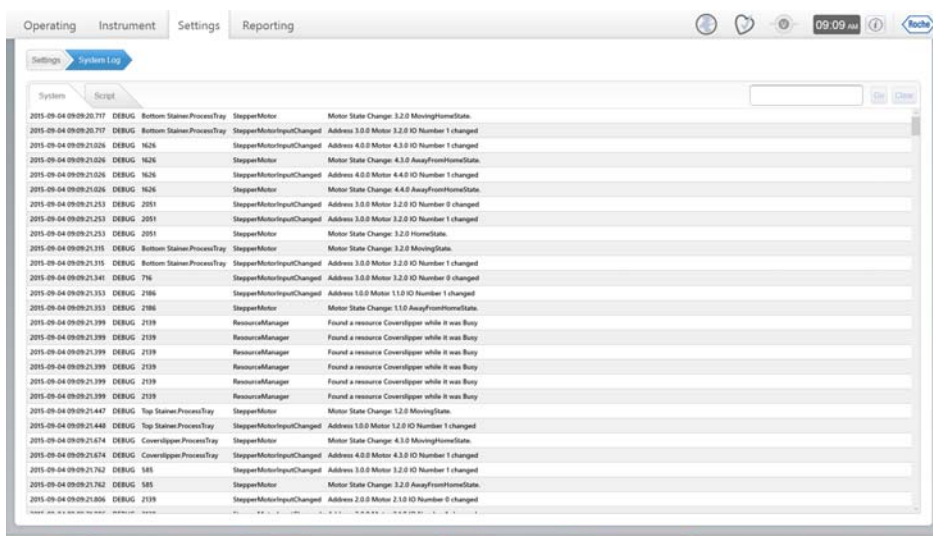 Operating Instrument Settings Reporting 09:09 AM i Roche
Settings System Log
System Script Go Clear
2015-09-04 09:09:20.717 DEBUG Bottom Stainer.ProcessTray StepperMotor Motor State Change: 3.2.0 MovingHomeState.
2015-09-04 09:09:20.717 DEBUG Bottom Stainer.ProcessTray StepperMotorInputChanged Address 3.0.0 Motor 3.2.0 IO Number 1 changed
2015-09-04 09:09:21.026 DEBUG 1626 StepperMotorInputChanged Address 4.0.0 Motor 4.3.0 IO Number 1 changed
2015-09-04 09:09:21.026 DEBUG 1626 StepperMotor Motor State Change: 4.3.0 AwayFromHomeState.
2015-09-04 09:09:21.026 DEBUG 1626 StepperMotorInputChanged Address 4.0.0 Motor 4.4.0 IO Number 1 changed
2015-09-04 09:09:21.026 DEBUG 1626 StepperMotor Motor State Change: 4.4.0 AwayFromHomeState.
2015-09-04 09:09:21.253 DEBUG 2051 StepperMotorInputChanged Address 3.0.0 Motor 3.2.0 IO Number 0 changed
2015-09-04 09:09:21.253 DEBUG 2051 StepperMotorInputChanged Address 3.0.0 Motor 3.2.0 IO Number 1 changed
2015-09-04 09:09:21.253 DEBUG 2051 StepperMotor Motor State Change: 3.2.0 HomeState.
2015-09-04 09:09:21.315 DEBUG Bottom Stainer.ProcessTray StepperMotor Motor State Change: 3.2.0 MovingState.
2015-09-04 09:09:21.315 DEBUG Bottom Stainer.ProcessTray StepperMotorInputChanged Address 3.0.0 Motor 3.2.0 IO Number 1 changed
2015-09-04 09:09:21.341 DEBUG 716 StepperMotorInputChanged Address 3.0.0 Motor 3.2.0 IO Number 0 changed
2015-09-04 09:09:21.353 DEBUG 2186 StepperMotorInputChanged Address 1.0.0 Motor 1.1.0 IO Number 1 changed
2015-09-04 09:09:21.353 DEBUG 2186 StepperMotor Motor State Change: 1.1.0 AwayFromHomeState.
2015-09-04 09:09:21.399 DEBUG 2139 ResourceManager Found a resource Coverslipper while it was Busy
2015-09-04 09:09:21.399 DEBUG 2139 ResourceManager Found a resource Coverslipper while it was Busy
2015-09-04 09:09:21.399 DEBUG 2139 ResourceManager Found a resource Coverslipper while it was Busy
2015-09-04 09:09:21.399 DEBUG 2139 ResourceManager Found a resource Coverslipper while it was Busy
2015-09-04 09:09:21.399 DEBUG 2139 ResourceManager Found a resource Coverslipper while it was Busy
2015-09-04 09:09:21.399 DEBUG 2139 ResourceManager Found a resource Coverslipper while it was Busy
2015-09-04 09:09:21.447 DEBUG Top Stainer.ProcessTray StepperMotor Motor State Change: 1.2.0 MovingState.
2015-09-04 09:09:21.448 DEBUG Top Stainer.ProcessTray StepperMotorInputChanged Address 1.0.0 Motor 1.2.0 IO Number 1 changed
2015-09-04 09:09:21.674 DEBUG Coverslipper.ProcessTray StepperMotor Motor State Change: 4.3.0 MovingHomeState.
2015-09-04 09:09:21.674 DEBUG Coverslipper.ProcessTray StepperMotorInputChanged Address 4.0.0 Motor 4.3.0 IO Number 1 changed
2015-09-04 09:09:21.762 DEBUG 585 StepperMotorInputChanged Address 3.0.0 Motor 3.2.0 IO Number 1 changed
2015-09-04 09:09:21.762 DEBUG 585 StepperMotor Motor State Change: 3.2.0 AwayFromHomeState.
2015-09-04 09:09:21.806 DEBUG 2139 StepperMotorInputChanged Address 2.0.0 Motor 2.1.0 IO Number 0 changed